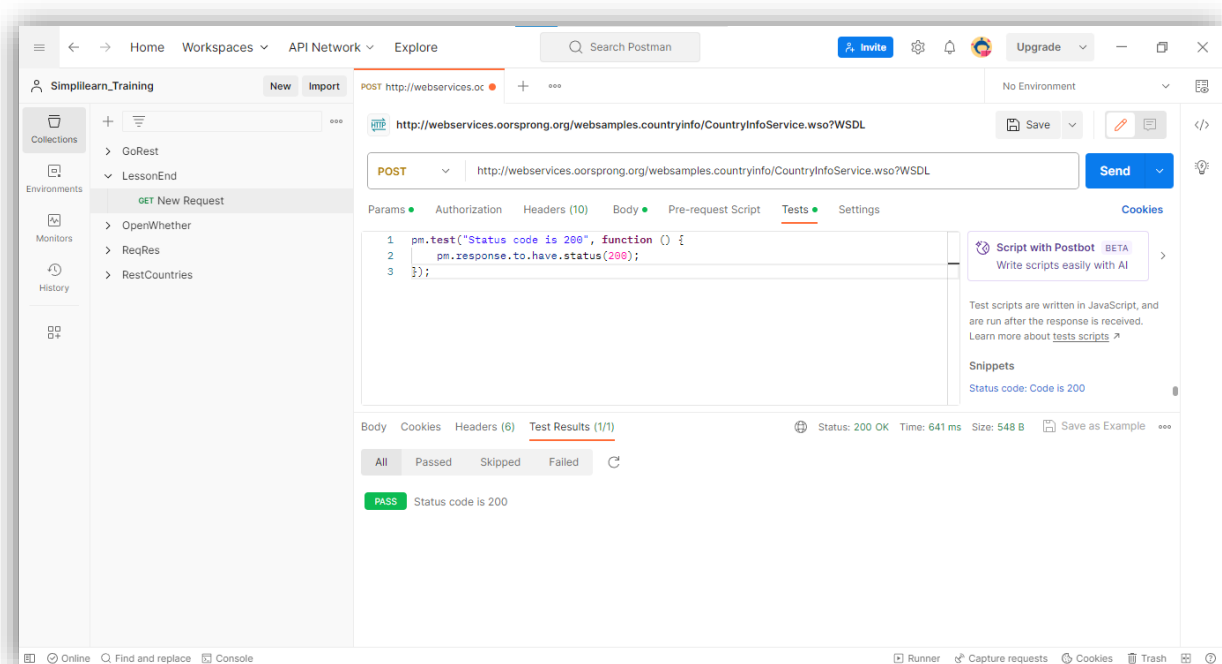 Home Workspaces API Network Explore Search Postman Invite Upgrade
Simplilearn_Training New Import POST http://webservices.oc No Environment
Collections
Environments
Monitors
History
GoRest
LessonEnd
GET New Request
OpenWhether
ReqRes
RestCountries
HTTP http://webservices.oorsprong.org/websamples.countryinfo/CountryInfoService.wso?WSDL Save
POST http://webservices.oorsprong.org/websamples.countryinfo/CountryInfoService.wso?WSDL Send
Params Authorization Headers (10) Body Pre-request Script Tests Settings Cookies
1 pm.test("Status code is 200", function () {
2 pm.response.to.have.status(200);
3 });
Script with Postbot BETA
Write scripts easily with AI
Test scripts are written in JavaScript, and
are run after the response is received.
Learn more about tests scripts
Snippets
Status code: Code is 200
Body Cookies Headers (6) Test Results (1/1) Status: 200 OK Time: 641 ms Size: 548 B Save as Example
All Passed Skipped Failed
PASS Status code is 200
Online Find and replace Console Runner Capture requests Cookies Trash